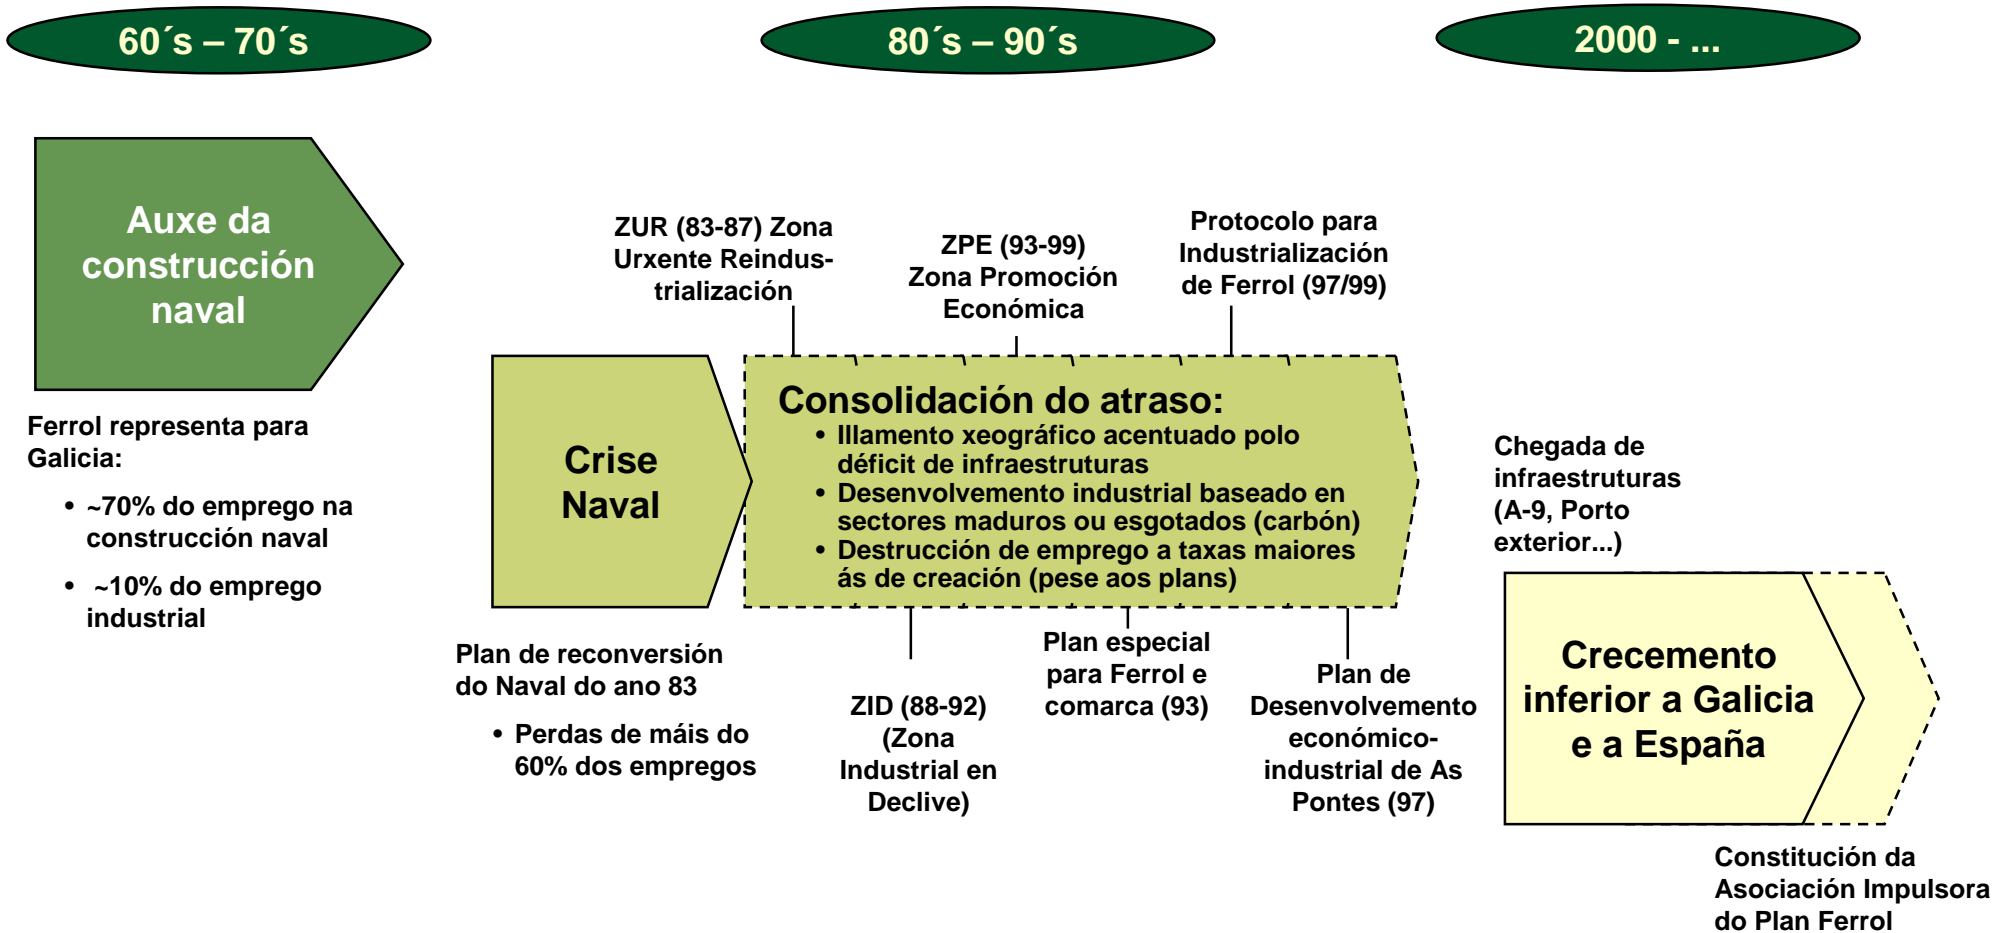 60´s – 70´s
80´s – 90´s
2000 - ...
Auxe da
construcción
naval
Ferrol representa para
Galicia:
• ~70% do emprego na
construcción naval
• ~10% do emprego
industrial
ZUR (83-87) Zona
Urxente Reindus-
trialización
ZPE (93-99)
Zona Promoción
Económica
Protocolo para
Industrialización
de Ferrol (97/99)
Crise
Naval
Consolidación do atraso:
• Illamento xeográfico acentuado polo
déficit de infraestruturas
• Desenvolvemento industrial baseado en
sectores maduros ou esgotados (carbón)
• Destrucción de emprego a taxas maiores
ás de creación (pese aos plans)
Plan de reconversión
do Naval do ano 83
• Perdas de máis do
60% dos empregos
ZID (88-92)
(Zona
Industrial en
Declive)
Plan especial
para Ferrol e
comarca (93)
Plan de
Desenvolvemento
económico-
industrial de As
Pontes (97)
Chegada de
infraestruturas
(A-9, Porto
exterior...)
Crecemento
inferior a Galicia
e a España
Constitución da
Asociación Impulsora
do Plan Ferrol